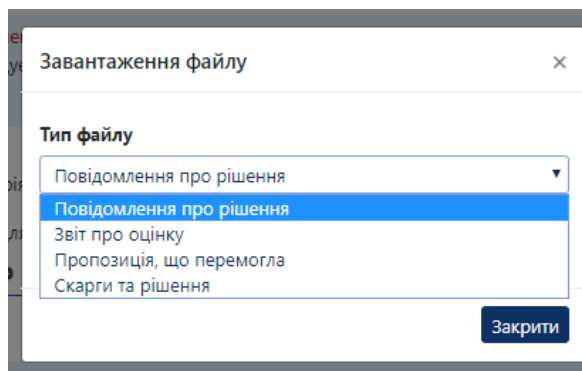 Завантаження файлу
×
Тип файлу
Повідомлення про рішення
Повідомлення про рішення
Звіт про оцінку
Пропозиція, що перемогла
Скарги та рішення
Закрити